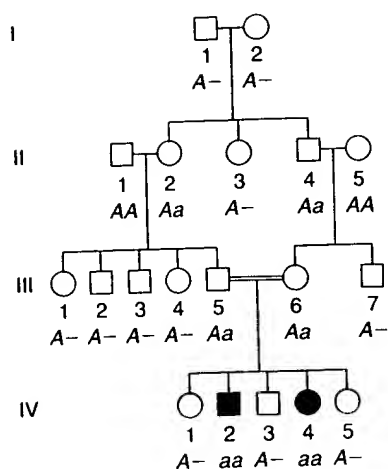 I
1 2
A– A–
II
1 2 3 4 5
AA Aa A– Aa AA
III
1 2 3 4 5 6 7
A– A– A– A– Aa Aa A–
IV
1 2 3 4 5
A– aa A– aa A–